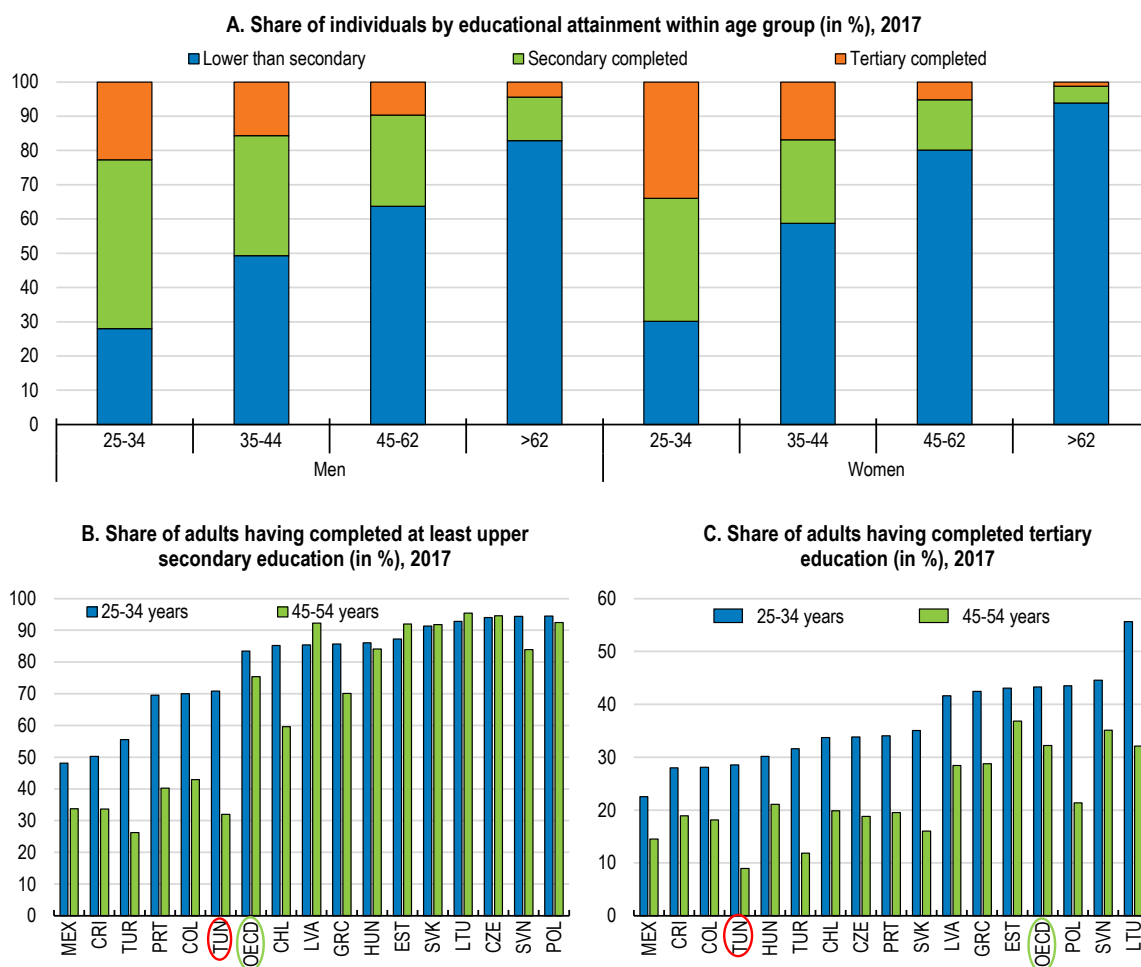 A. Share of individuals by educational attainment within age group (in %), 2017
Lower than secondary Secondary completed Tertiary completed
100
90
80
70
60
50
40
30
20
10
0
25-34 35-44 45-62 >62 25-34 35-44 45-62 >62
Men Women
B. Share of adults having completed at least upper
secondary education (in %), 2017
25-34 years 45-54 years
100
90
80
70
60
50
40
30
20
10
0
MEX CRI TUR PRT COL TUN OECD CHL LVA GRC HUN EST SVK LTU CZE SVN POL
C. Share of adults having completed tertiary
education (in %), 2017
25-34 years 45-54 years
60
50
40
30
20
10
0
MEX CRI COL TUN HUN TUR CHL CZE PRT SVK LVA GRC EST OECD POL SVN LTU